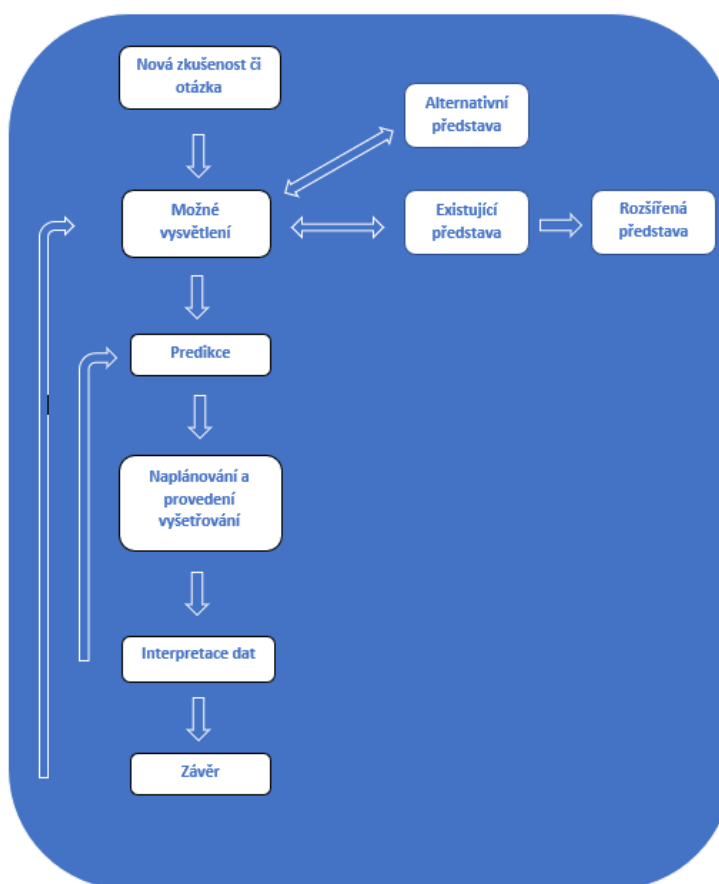 Nová zkušenost či
otázka
Alternativní
představa
Možné
vysvětlení
Existující
představa
Rozšířená
představa
Predikce
Naplánování a
provedení
vyšetřování
Interpretace dat
Závěr